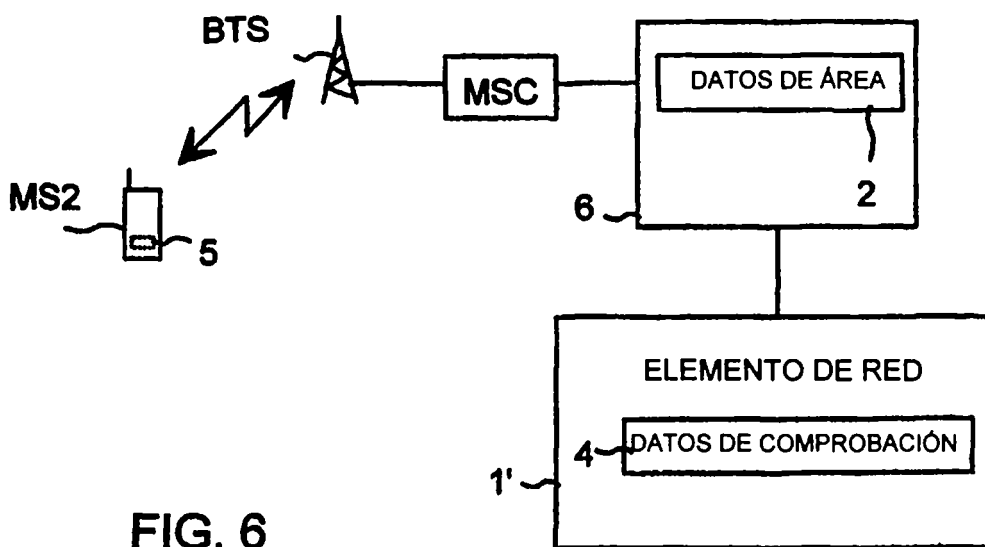 BTS
MSC
DATOS DE ÁREA
2
6
MS2
5
ELEMENTO DE RED
DATOS DE COMPROBACIÓN
4
1'
FIG. 6